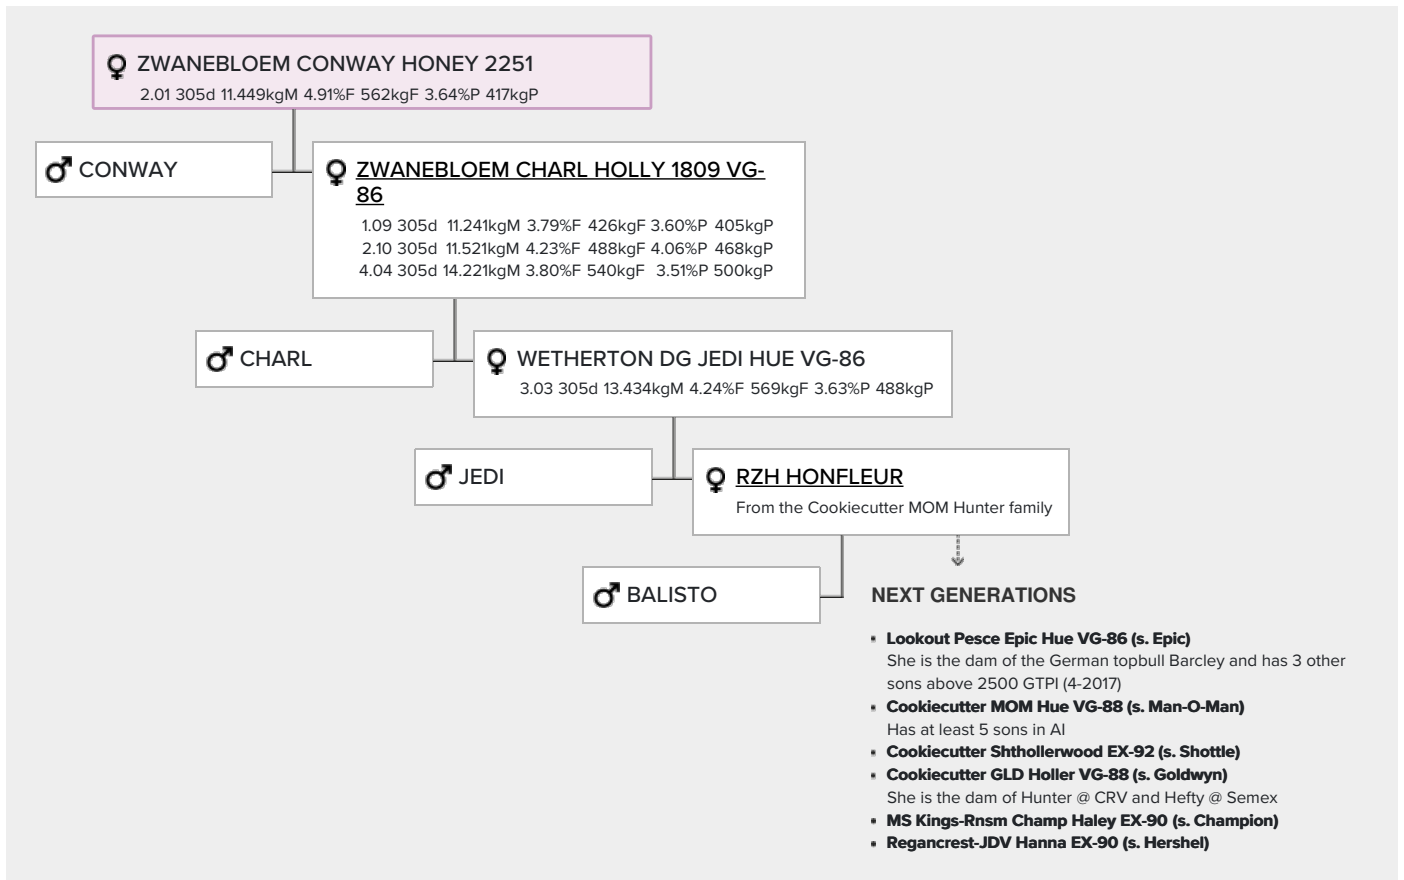 ZWANEBLOEM CONWAY HONEY 2251
2.01 305d 11.449kgM 4.91%F 562kgF 3.64%P 417kgP
CONWAY
ZWANEBLOEM CHARL HOLLY 1809 VG-
86
1.09 305d 11.241kgM 3.79%F 426kgF 3.60%P 405kgP
2.10 305d 11.521kgM 4.23%F 488kgF 4.06%P 468kgP
4.04 305d 14.221kgM 3.80%F 540kgF 3.51%P 500kgP
CHARL
WETHERTON DG JEDI HUE VG-86
3.03 305d 13.434kgM 4.24%F 569kgF 3.63%P 488kgP
JEDI
RZH HONFLEUR
From the Cookiecutter MOM Hunter family
BALISTO
NEXT GENERATIONS
▪ Lookout Pesce Epic Hue VG-86 (s. Epic)
She is the dam of the German topbull Barcley and has 3 other
sons above 2500 GTPI (4-2017)
▪ Cookiecutter MOM Hue VG-88 (s. Man-O-Man)
Has at least 5 sons in AI
▪ Cookiecutter Shthollerwood EX-92 (s. Shottle)
▪ Cookiecutter GLD Holler VG-88 (s. Goldwyn)
She is the dam of Hunter @ CRV and Hefty @ Semex
▪ MS Kings-Rnsm Champ Haley EX-90 (s. Champion)
▪ Regancrest-JDV Hanna EX-90 (s. Hershel)